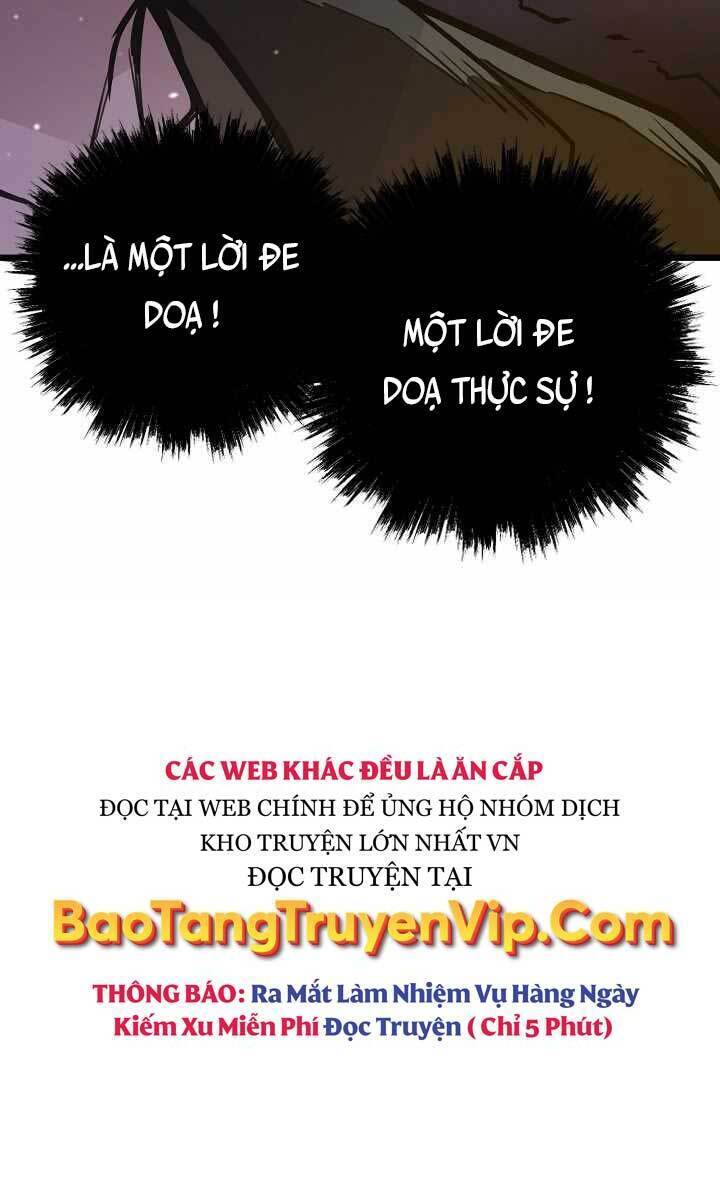 ...LÀ MỘT LỜI ĐE
DOẠ !
MỘT LỜI ĐE
DOẠ THỰC SỰ !
CÁC WEB KHÁC ĐỀU LÀ ĂN CẮP
ĐỌC TẠI WEB CHÍNH ĐỂ ỦNG HỘ NHÓM DỊCH
KHO TRUYỆN LỚN NHẤT VN
ĐỌC TRUYỆN TẠI
BaoTangTruyenVip.Com
THÔNG BÁO: Ra Mắt Làm Nhiệm Vụ Hàng Ngày
Kiếm Xu Miễn Phí Đọc Truyện ( Chỉ 5 Phút)